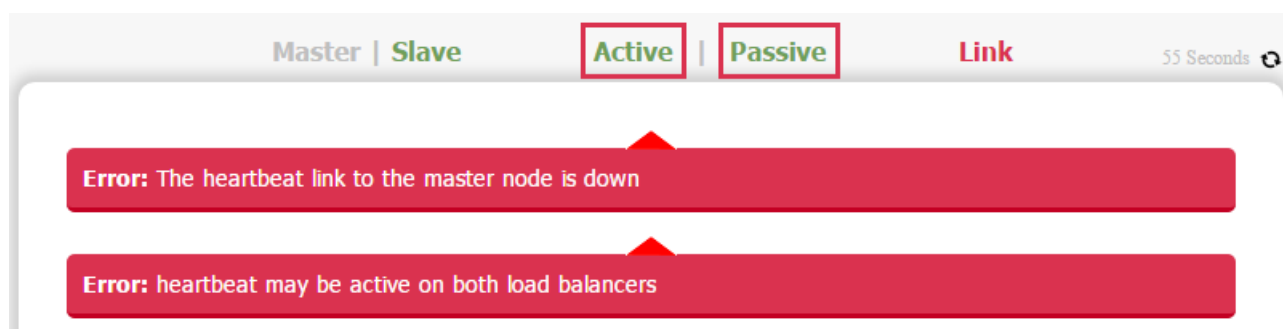 Master | Slave Active | Passive Link 55 Seconds
Error: The heartbeat link to the master node is down
Error: heartbeat may be active on both load balancers